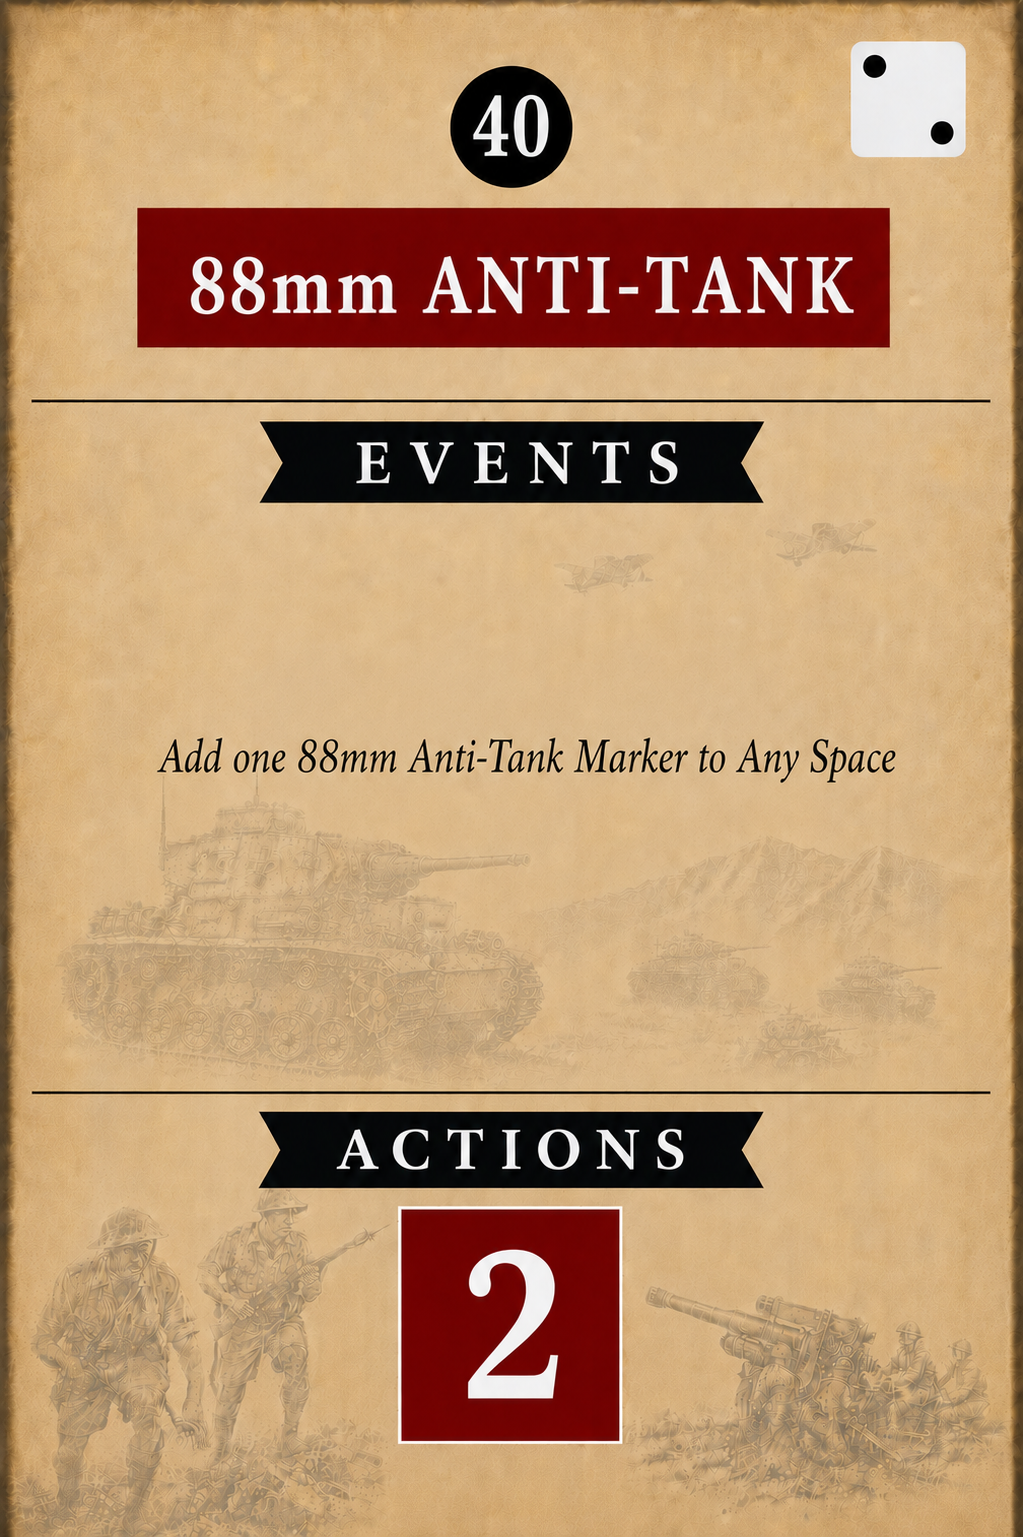 40
88mm ANTI-TANK
EVENTS
Add one 88mm Anti-Tank Marker to Any Space
ACTIONS
2